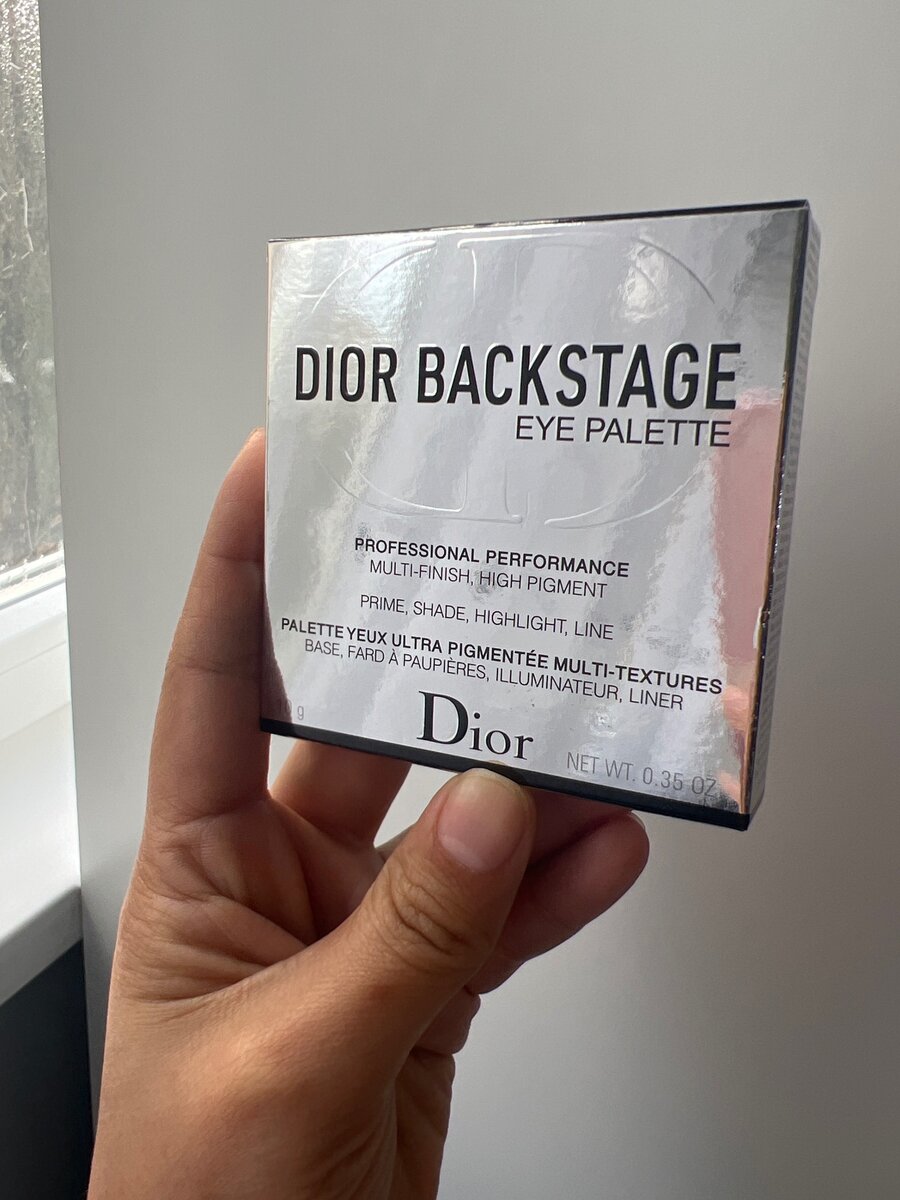 DIOR BACKSTAGE
EYE PALETTE
PROFESSIONAL PERFORMANCE
MULTI-FINISH, HIGH PIGMENT
PRIME, SHADE, HIGHLIGHT, LINE
PALETTE YEUX ULTRA PIGMENTÉE MULTI-TEXTURES
BASE, FARD À PAUPIÈRES, ILLUMINATEUR, LINER
Dior
NET WT. 0.35 OZ